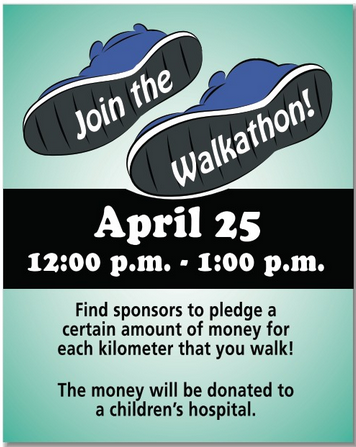 Join the
Walkathon!
April 25
12:00 p.m. - 1:00 p.m.
Find sponsors to pledge a
certain amount of money for
each kilometer that you walk!
The money will be donated to
a children's hospital.